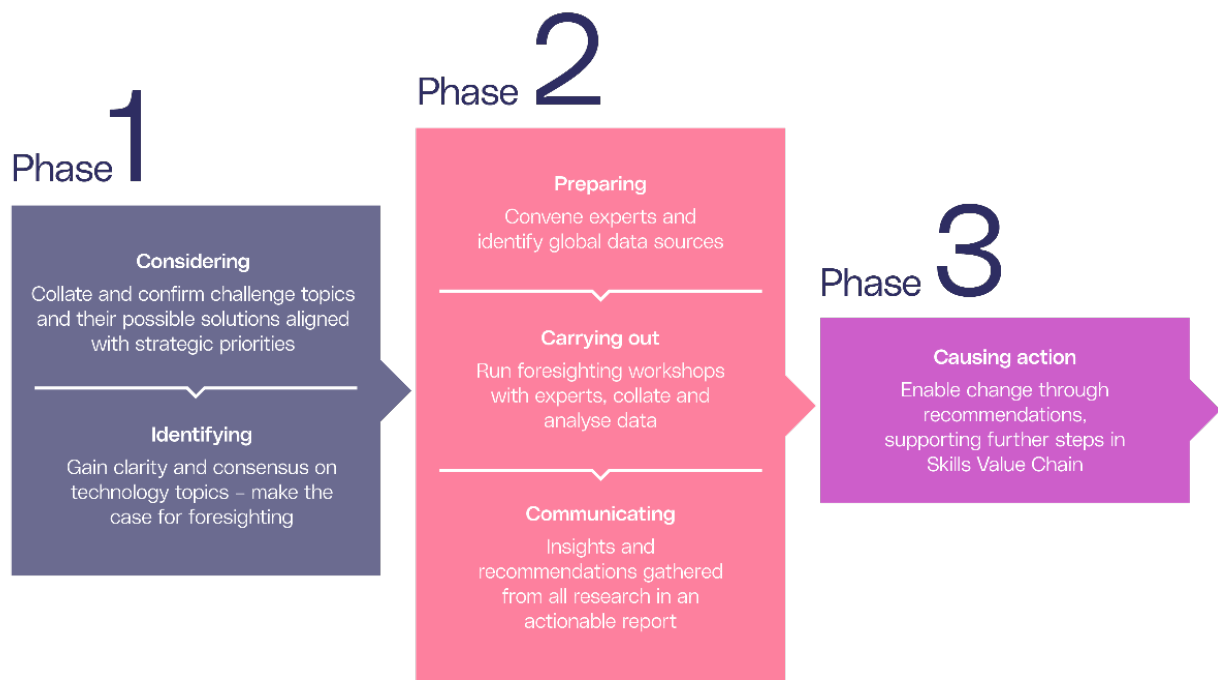 Phase 1
Considering
Collate and confirm challenge topics
and their possible solutions aligned
with strategic priorities
Identifying
Gain clarity and consensus on
technology topics – make the
case for foresighting
Phase 2
Preparing
Convene experts and
identify global data sources
Carrying out
Run foresighting workshops
with experts, collate and
analyse data
Communicating
Insights and
recommendations gathered
from all research in an
actionable report
Phase 3
Causing action
Enable change through
recommendations,
supporting further steps in
Skills Value Chain